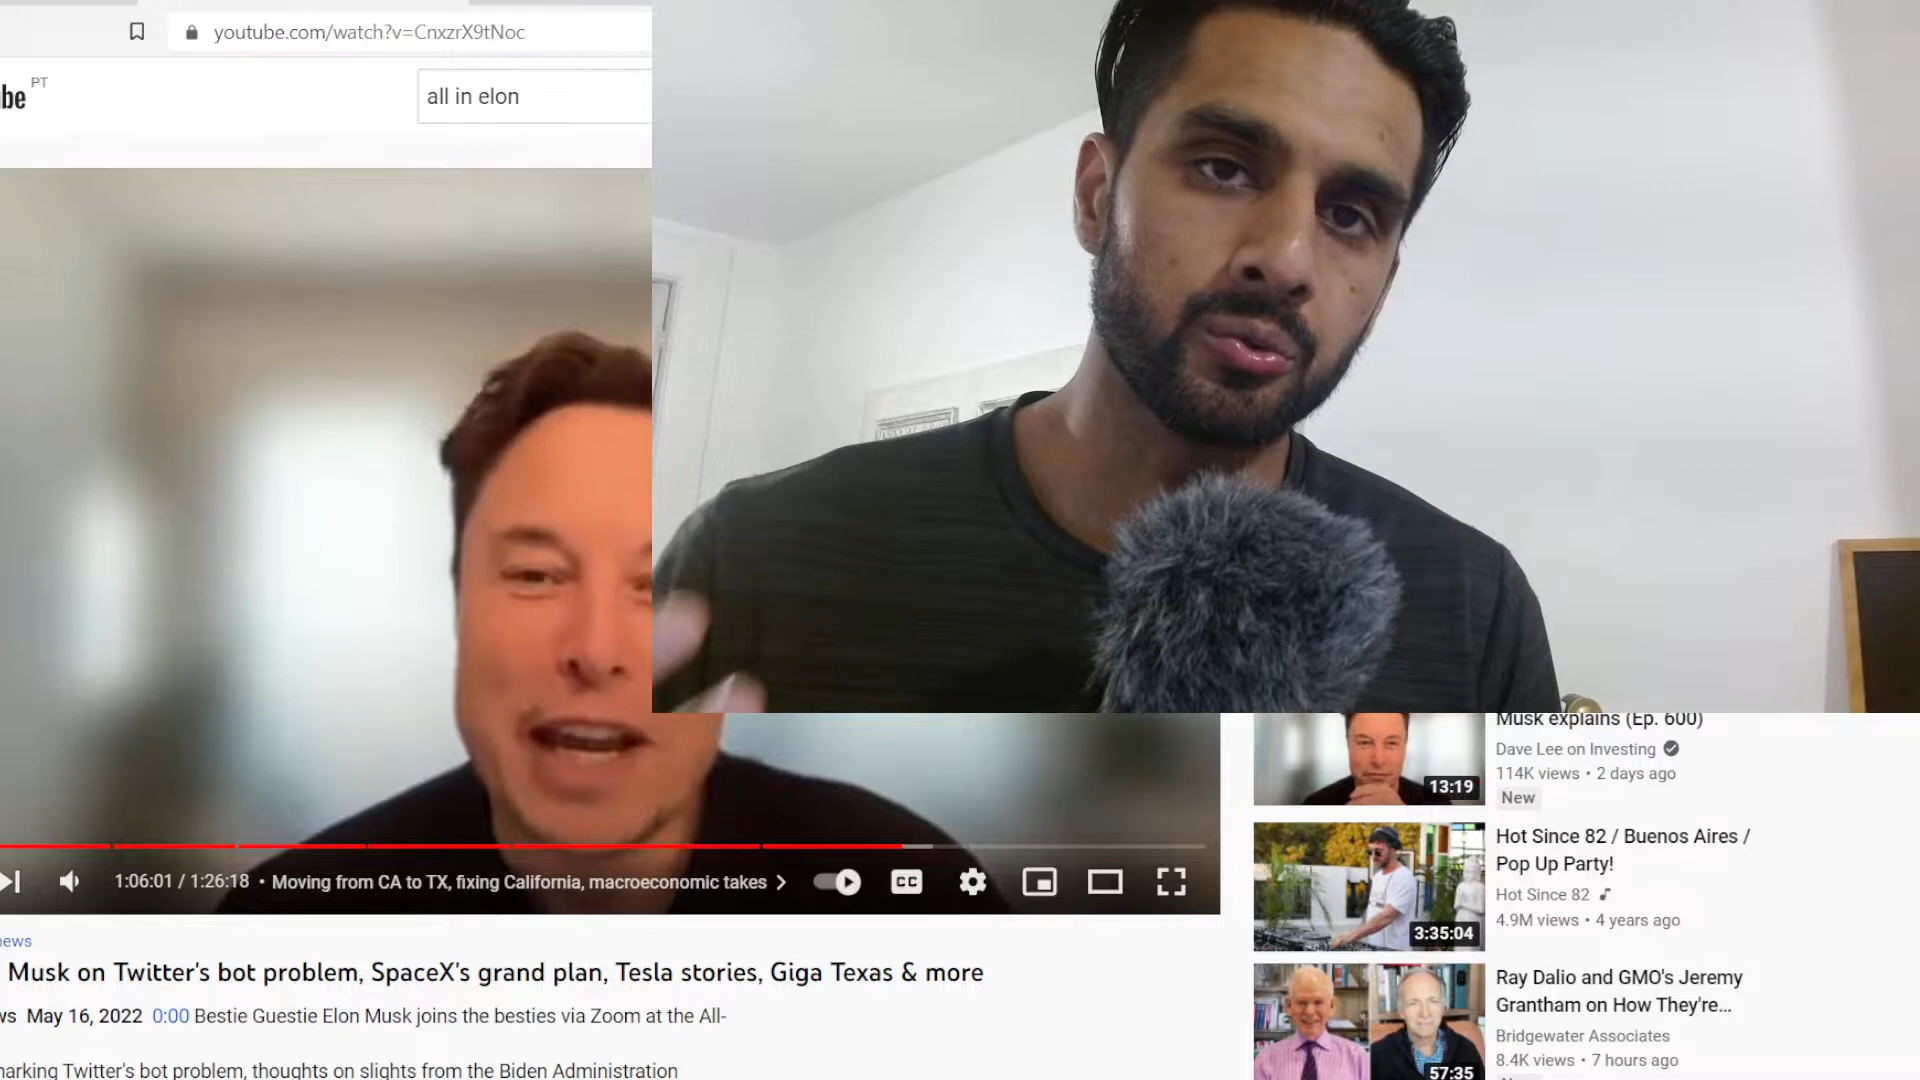 youtube.com/watch?v=CnxzrX9tNoc
be PT
all in elon
1:06:01 / 1:26:18 • Moving from CA to TX, fixing California, macroeconomic takes
CC
ews
Musk on Twitter's bot problem, SpaceX's grand plan, Tesla stories, Giga Texas & more
ws May 16, 2022 0:00 Bestie Guestie Elon Musk joins the besties via Zoom at the All-
arking Twitter's bot problem, thoughts on slights from the Biden Administration
Musk explains (Ep. 600)
Dave Lee on Investing
114K views • 2 days ago
New
13:19
Hot Since 82 / Buenos Aires /
Pop Up Party!
Hot Since 82
4.9M views • 4 years ago
3:35:04
Ray Dalio and GMO's Jeremy
Grantham on How They're...
Bridgewater Associates
8.4K views • 7 hours ago
57:35